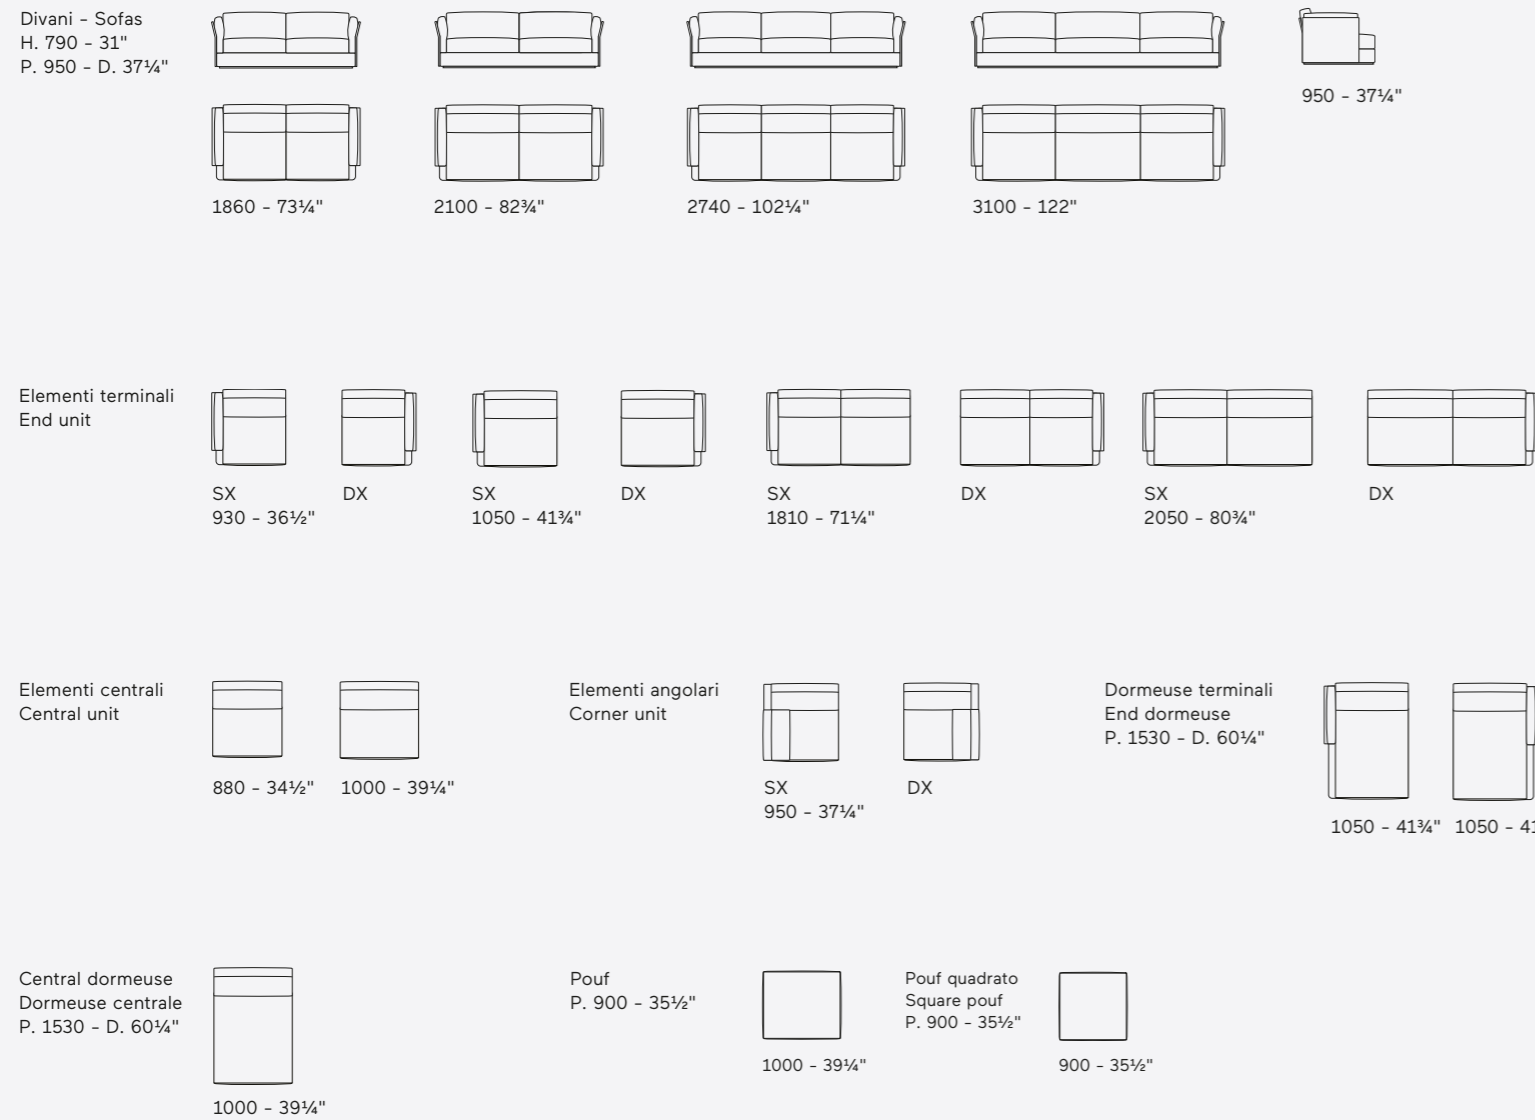 Divani - Sofas
H. 790 - 31"
P. 950 - D. 37¼"
950 - 37¼"
1860 - 73¼"
2100 - 82¾"
2740 - 102¼"
3100 - 122"
Elementi terminali
End unit
SX
930 - 36½"
DX
SX
1050 - 41¾"
DX
SX
1810 - 71¼"
DX
SX
2050 - 80¾"
DX
Elementi centrali
Central unit
880 - 34½"
1000 - 39¼"
Elementi angolari
Corner unit
SX
950 - 37¼"
DX
Dormeuse terminali
End dormeuse
P. 1530 - D. 60¼"
1050 - 41¾"
1050 - 41
Central dormeuse
Dormeuse centrale
P. 1530 - D. 60¼"
1000 - 39¼"
Pouf
P. 900 - 35½"
1000 - 39¼"
Pouf quadrato
Square pouf
P. 900 - 35½"
900 - 35½"